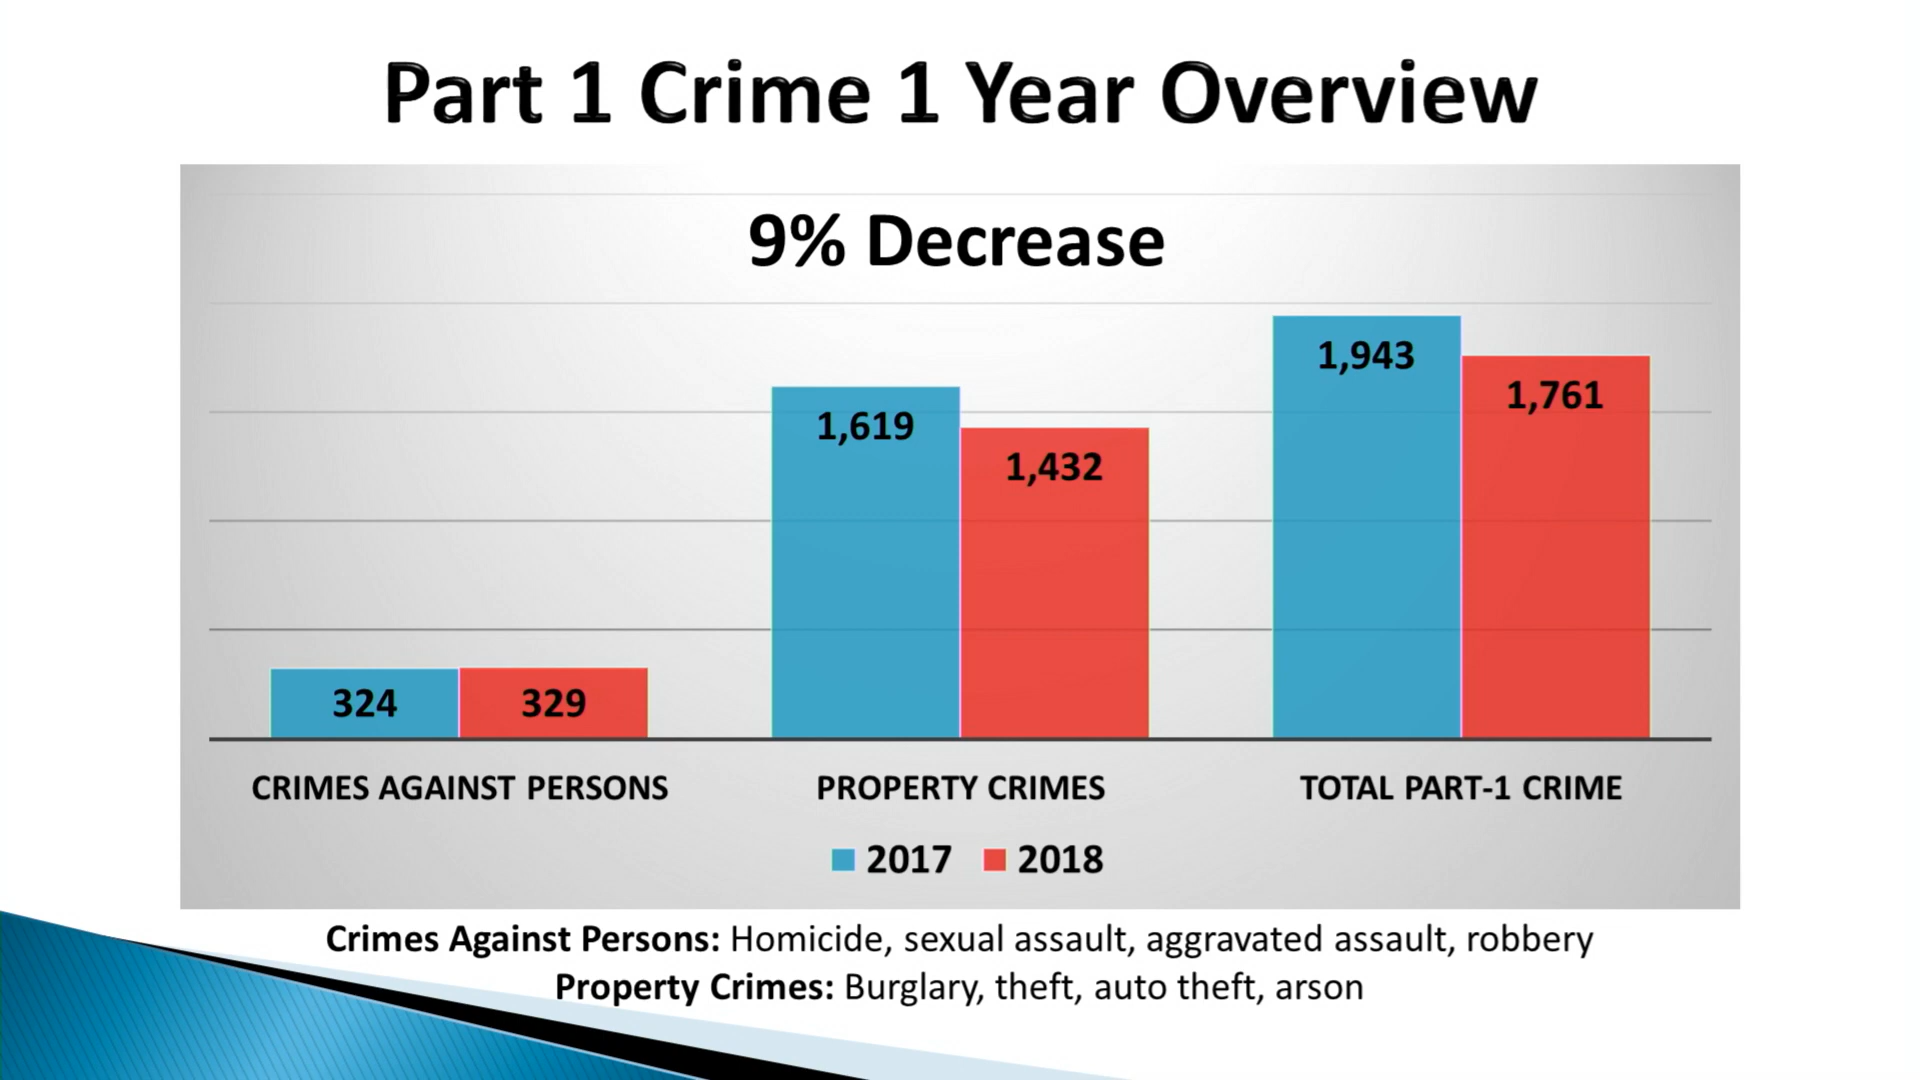 Part 1 Crime 1 Year Overview
9% Decrease
1,943
1,761
1,619
1,432
324
329
CRIMES AGAINST PERSONS
PROPERTY CRIMES
TOTAL PART-1 CRIME
2017
2018
Crimes Against Persons: Homicide, sexual assault, aggravated assault, robbery
Property Crimes: Burglary, theft, auto theft, arson